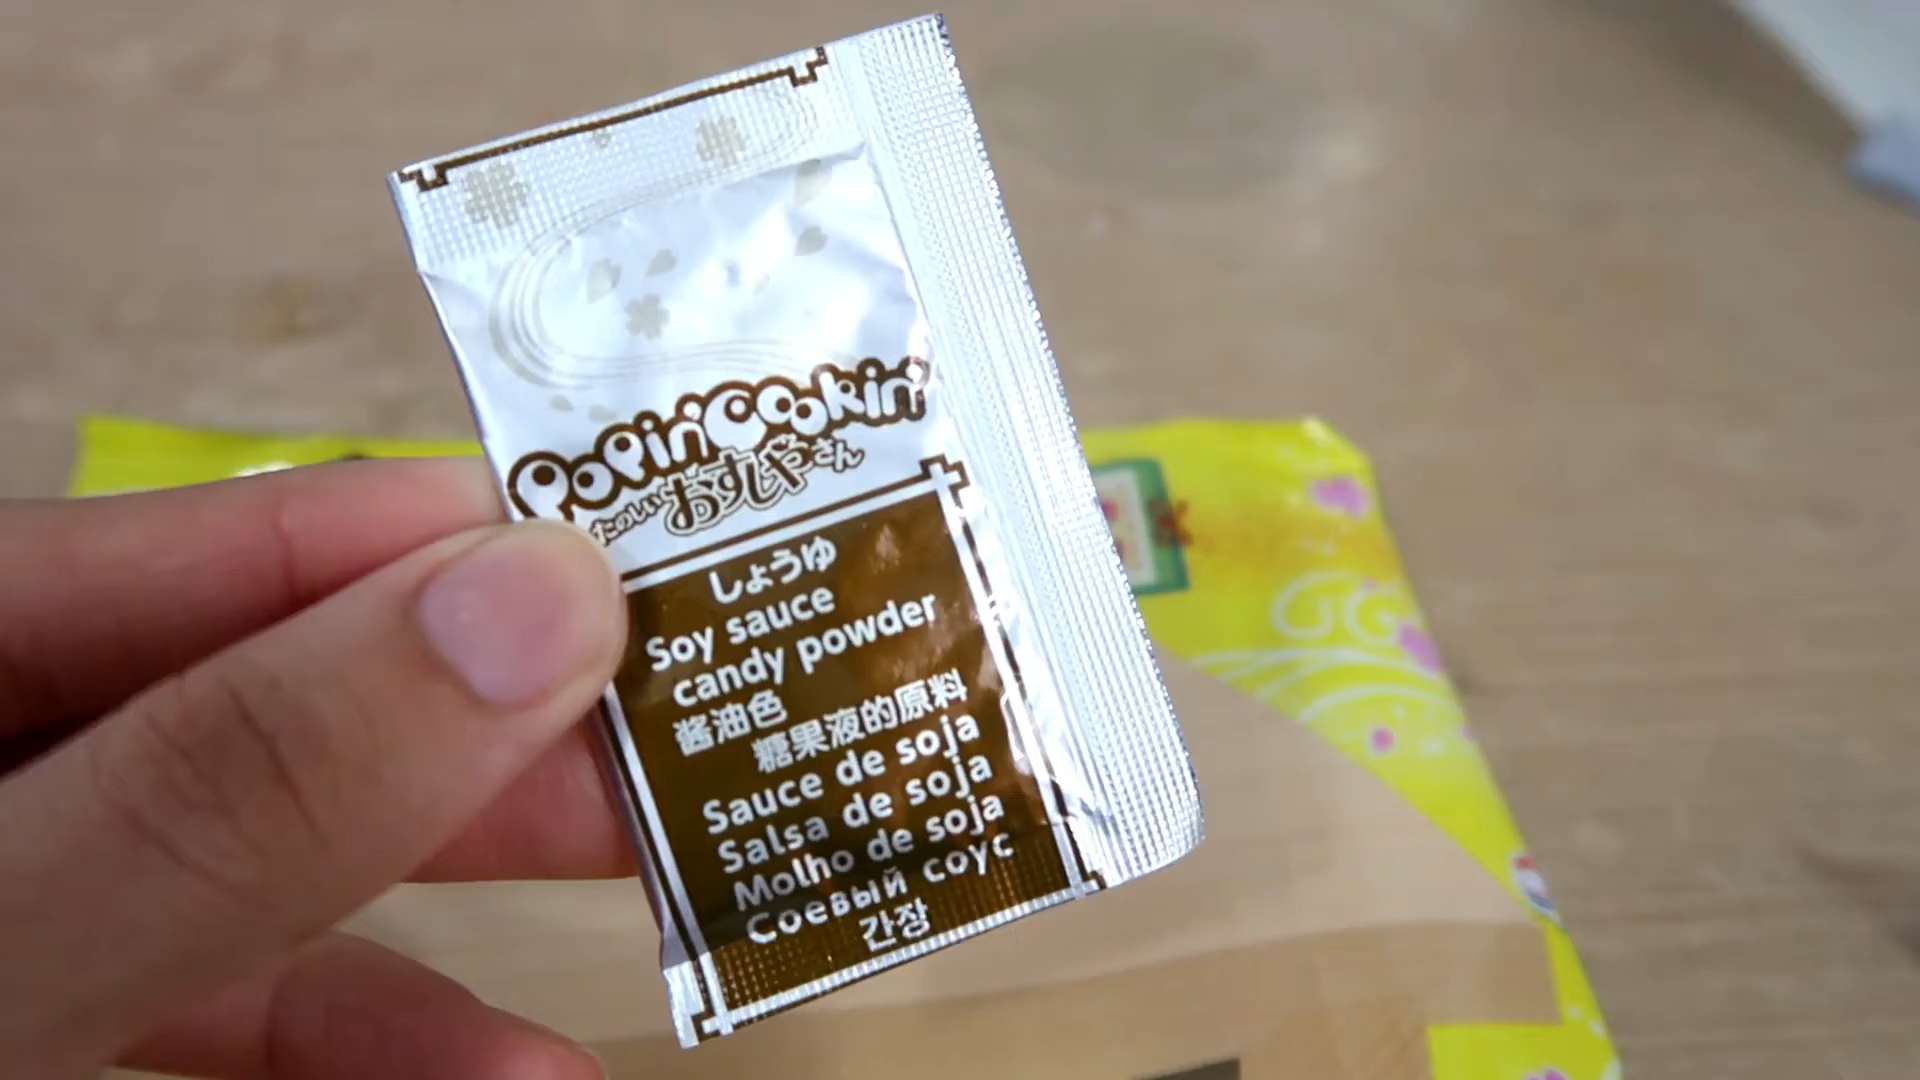 Popin' Cookin'
たのしいおすしやさん
しょうゆ
Soy sauce
candy powder
酱油色
糖果液的原料
Sauce de soja
Salsa de soja
Molho de soja
Соевый соус
간장